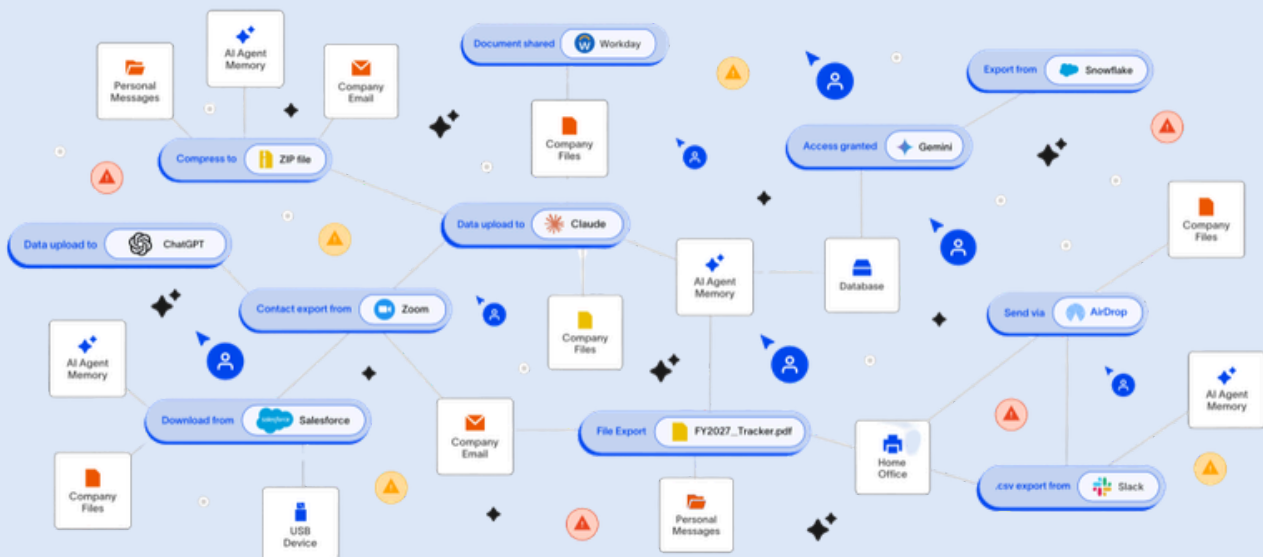 Document shared
Workday
Export from
Snowflake
Personal
Messages
AI Agent
Memory
Company
Email
Company
Files
Access granted
Gemini
Compress to
ZIP file
Company
Files
Data upload to
ChatGPT
Data upload to
Claude
AI Agent
Memory
Database
Contact export from
Zoom
Company
Files
Send via
AirDrop
AI Agent
Memory
AI Agent
Memory
Download from
salesforce
Salesforce
Company
Email
File Export
FY2027_Tracker.pdf
Home
Office
Company
Files
USB
Device
Personal
Messages
.csv export from
Slack